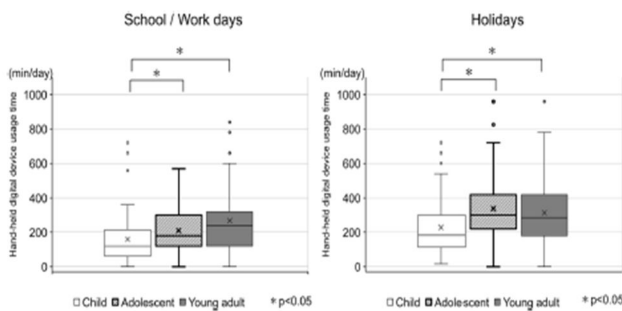 School / Work days
Holidays
*
*
(min/day)
1000
800
600
400
200
0
Hand-held digital device usage time
Child Adolescent Young adult * p<0.05
*
*
(min/day)
1000
800
600
400
200
0
Hand-held digital device usage time
Child Adolescent Young adult * p<0.05